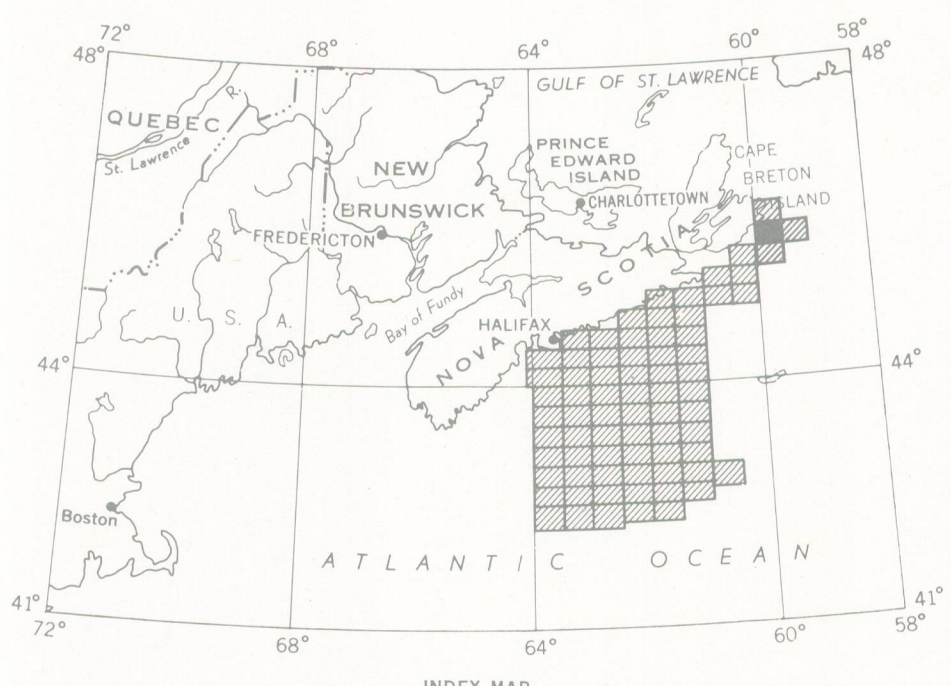 72°
68°
64°
60°
58°
48°
48°
GULF OF ST. LAWRENCE
QUEBEC
R.
St. Lawrence
NEW
BRUNSWICK
PRINCE
EDWARD
ISLAND
CHARLOTTETOWN
CAPE
BRETON
ISLAND
FREDERICTON
NOVA SCOTIA
U. S. A.
Bay of Fundy
HALIFAX
44°
44°
Boston
ATLANTIC OCEAN
41°
41°
72°
68°
64°
60°
58°
INDEX MAP